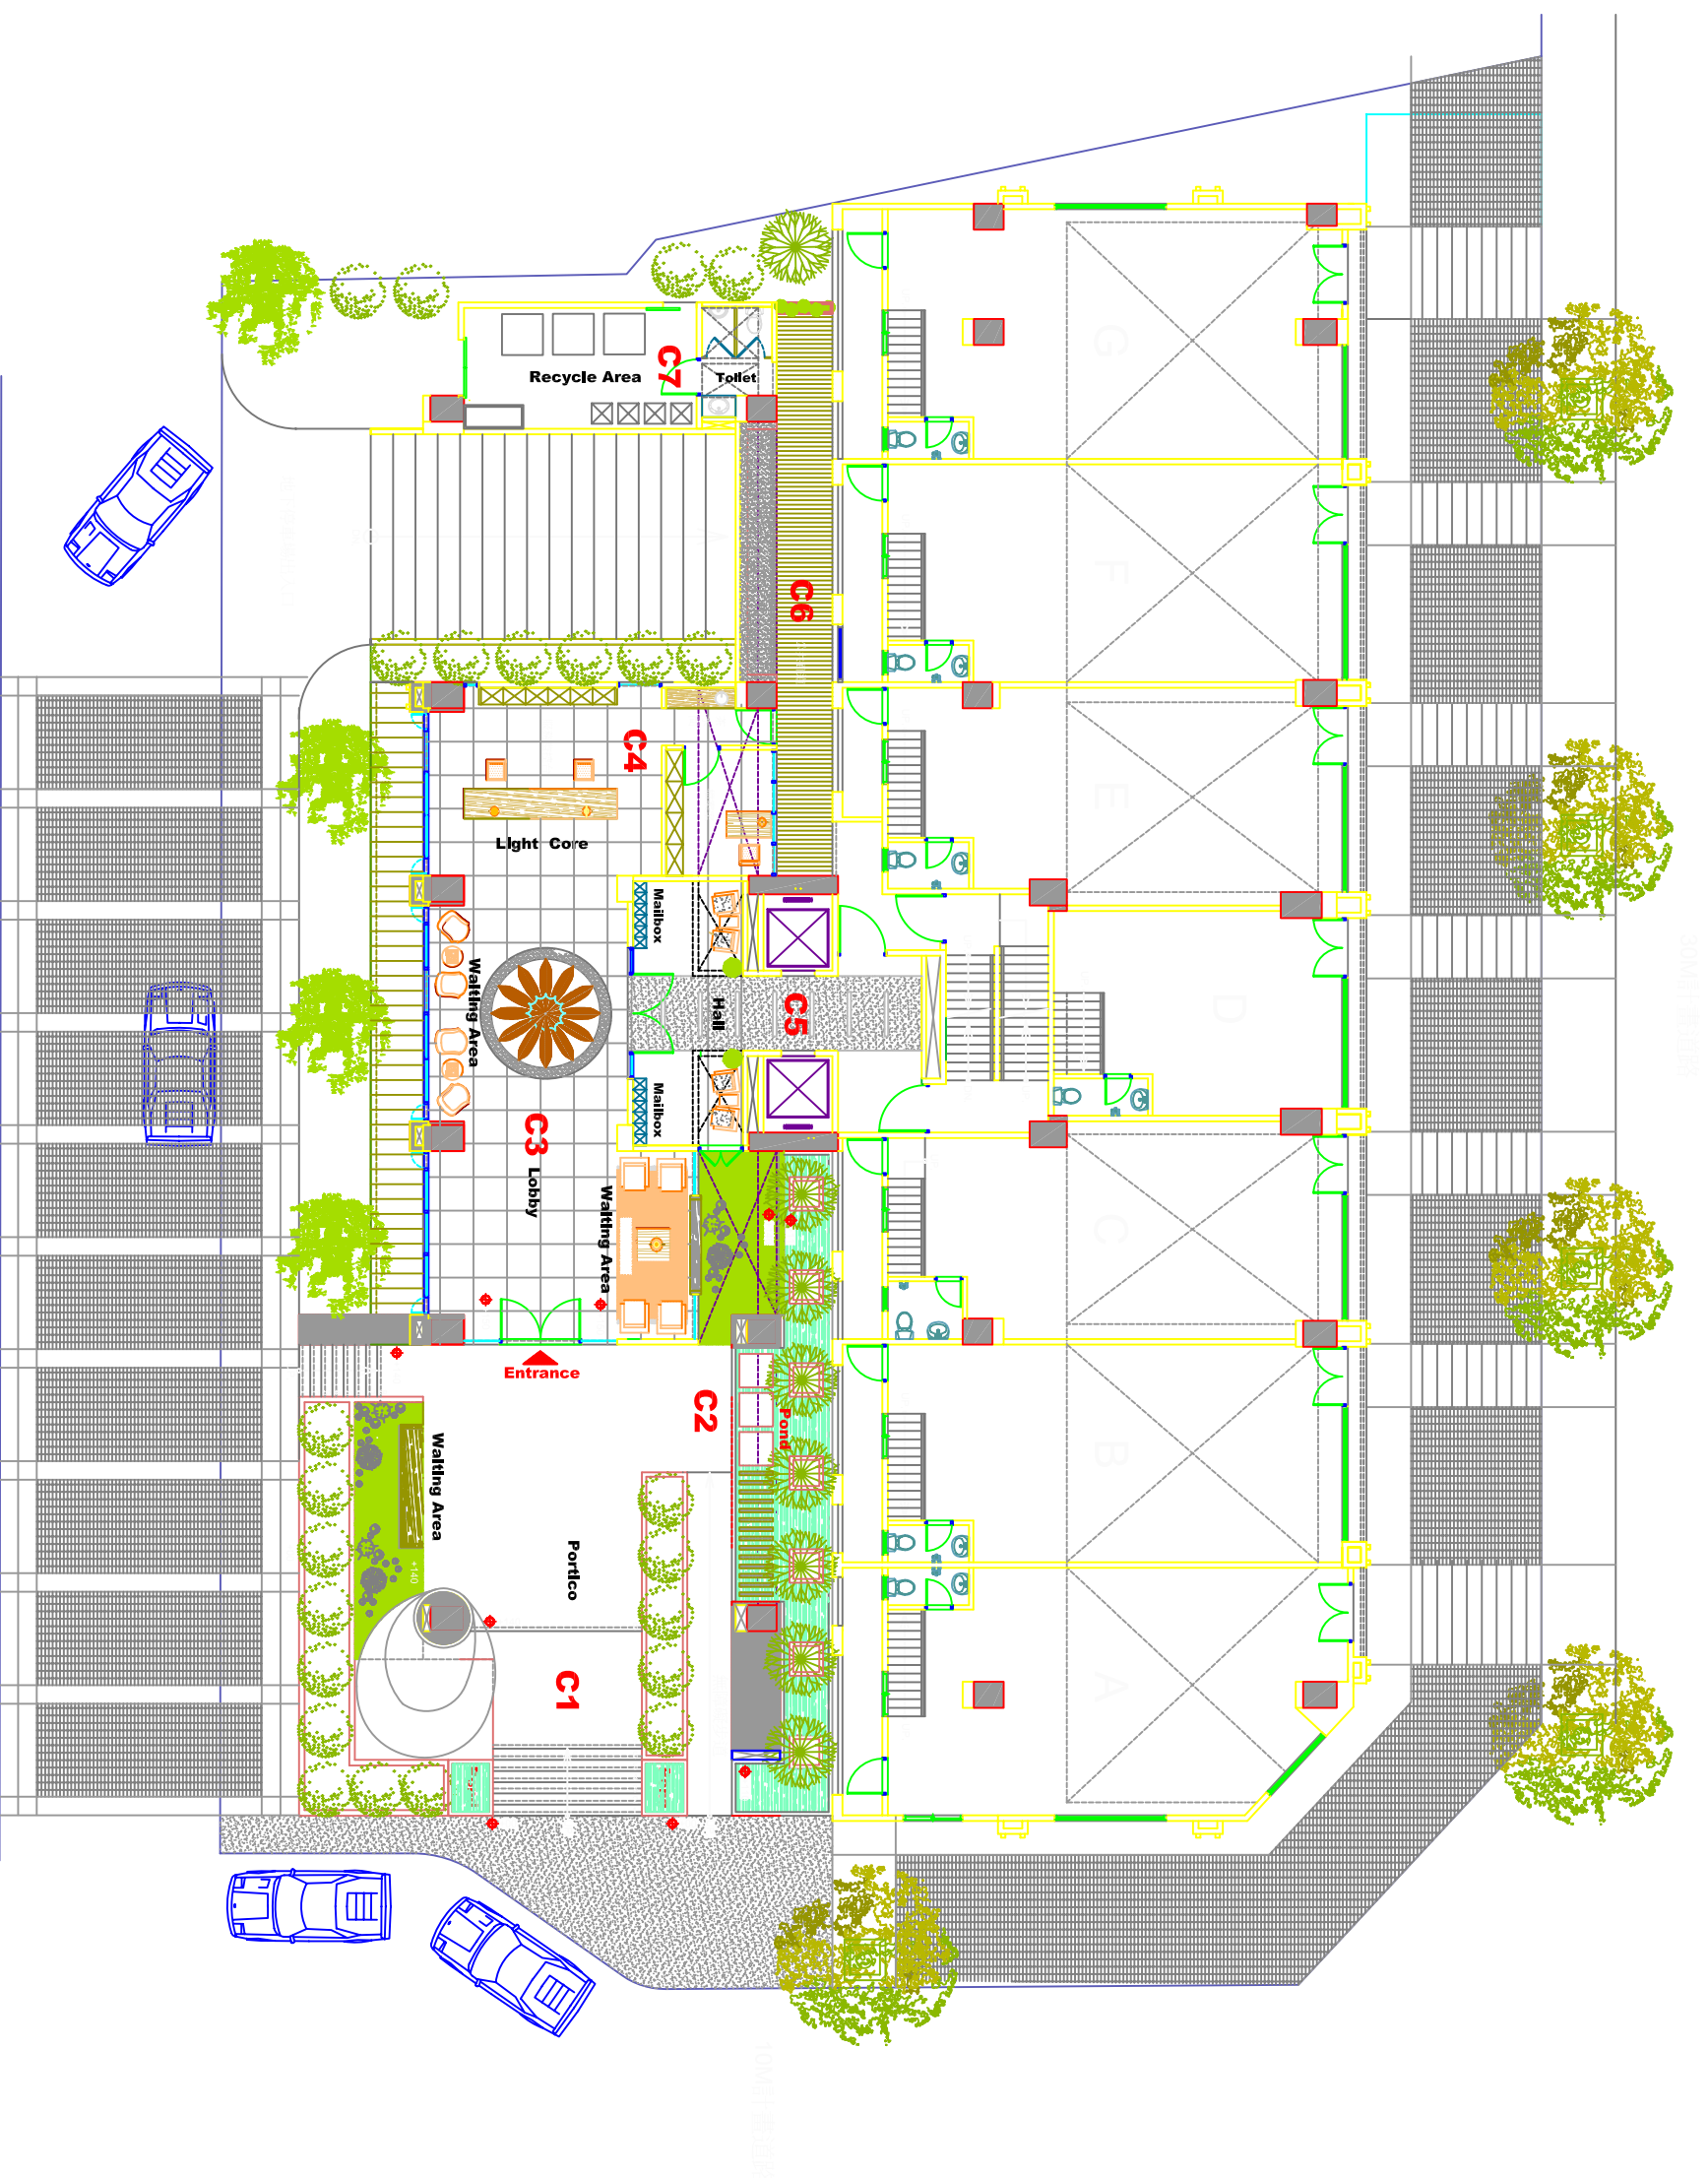 G
F
E
D
C
B
A
C7
Recycle Area
Toilet
C6
C4
Light Core
Mailbox
Waiting Area
Hall
C5
Mailbox
C3
Lobby
Waiting Area
Entrance
C2
Pond
Waiting Area
Portico
+140
C1